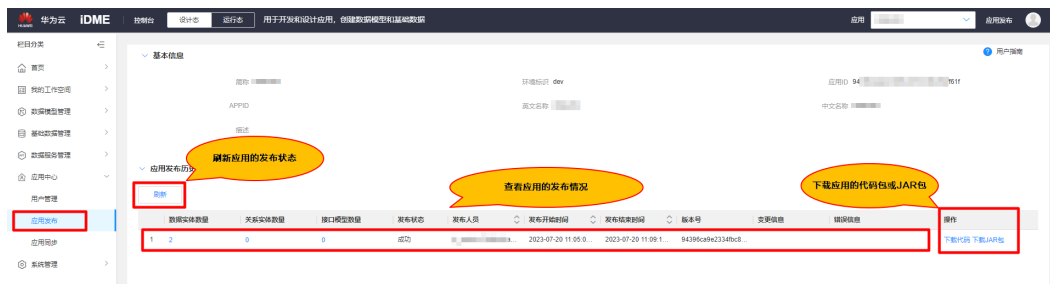 HUAWEI 华为云 iDME 控制台 设计态 运行态 用于开发和设计应用，创建数据模型和基础数据 应用 应用发布
栏目分类
首页
我的工作空间
数据模型管理
基础数据管理
数据服务管理
应用中心
用户管理
应用发布
应用同步
系统管理
基本信息 用户指南
简称 环境标识 dev 应用ID 94 f61f
APPID 英文名称 中文名称
描述
应用发布历史
刷新应用的发布状态
查看应用的发布情况
下载应用的代码包或JAR包
刷新
数据实体数量 关系实体数量 接口模型数量 发布状态 发布人员 发布开始时间 发布结束时间 版本号 变更信息 错误信息 操作
1 2 0 0 成功 a... 2023-07-20 11:05:0... 2023-07-20 11:09:1... 94396ca9e2334fbc8... 下载代码 下载JAR包